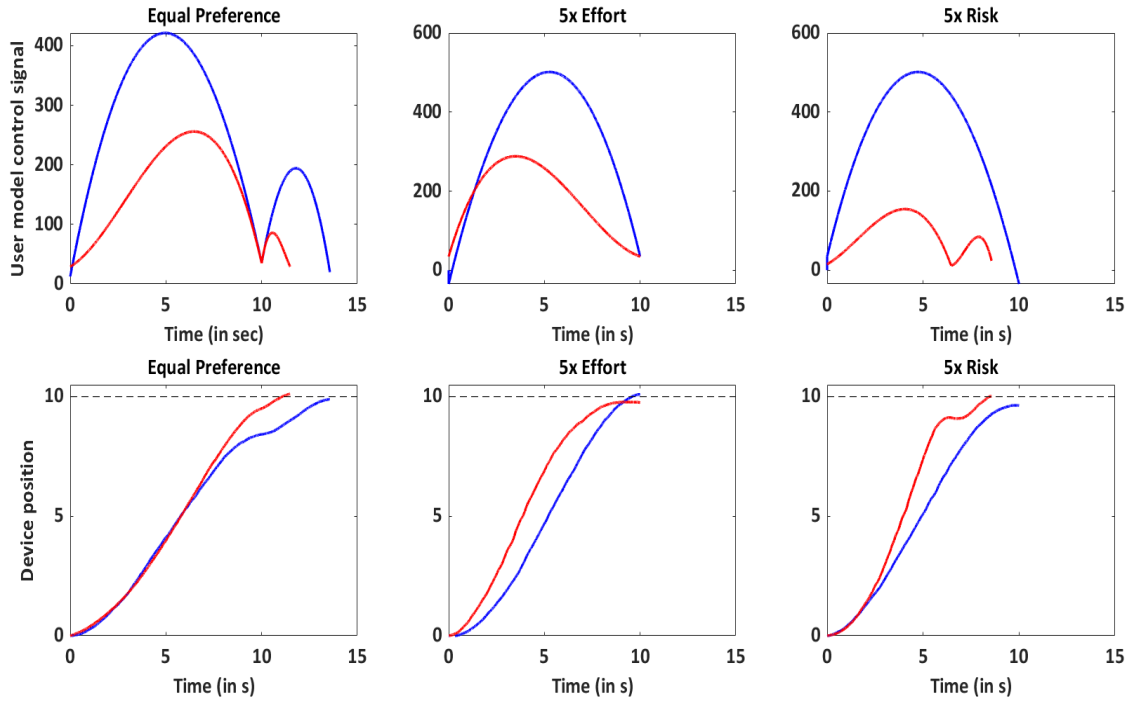 Equal Preference
5x Effort
5x Risk
User model control signal
400
300
200
100
0
600
400
200
0
600
400
200
0
0 5 10 15
0 5 10 15
0 5 10 15
Time (in sec)
Time (in s)
Time (in s)
Equal Preference
5x Effort
5x Risk
Device position
10
5
0
10
5
0
10
5
0
0 5 10 15
0 5 10 15
0 5 10 15
Time (in s)
Time (in s)
Time (in s)